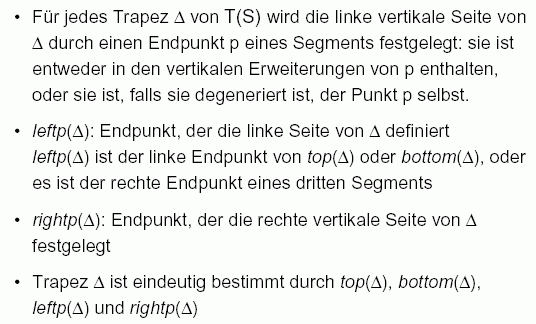 • Für jedes Trapez Δ von T(S) wird die linke vertikale Seite von
Δ durch einen Endpunkt p eines Segments festgelegt: sie ist
entweder in den vertikalen Erweiterungen von p enthalten,
oder sie ist, falls sie degeneriert ist, der Punkt p selbst.
• leftp(Δ): Endpunkt, der die linke Seite von Δ definiert
leftp(Δ) ist der linke Endpunkt von top(Δ) oder bottom(Δ), oder
es ist der rechte Endpunkt eines dritten Segments
• rightp(Δ): Endpunkt, der die rechte vertikale Seite von Δ
festgelegt
• Trapez Δ ist eindeutig bestimmt durch top(Δ), bottom(Δ),
leftp(Δ) und rightp(Δ)